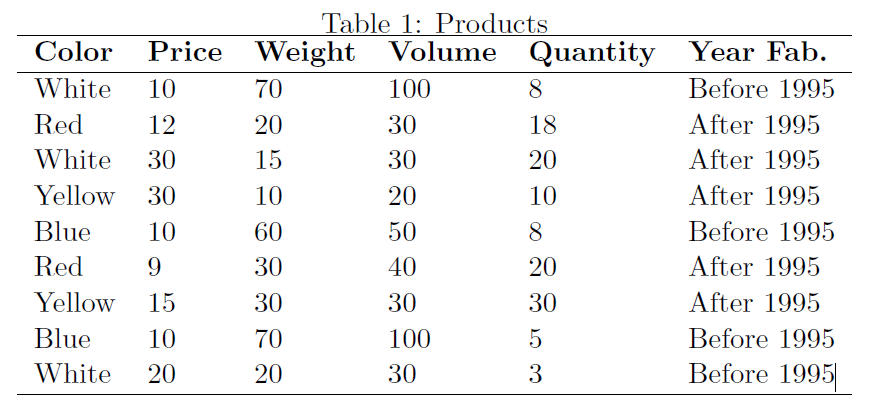 Table 1: Products
Color Price Weight Volume Quantity Year Fab.
White 10 70 100 8 Before 1995
Red 12 20 30 18 After 1995
White 30 15 30 20 After 1995
Yellow 30 10 20 10 After 1995
Blue 10 60 50 8 Before 1995
Red 9 30 40 20 After 1995
Yellow 15 30 30 30 After 1995
Blue 10 70 100 5 Before 1995
White 20 20 30 3 Before 1995